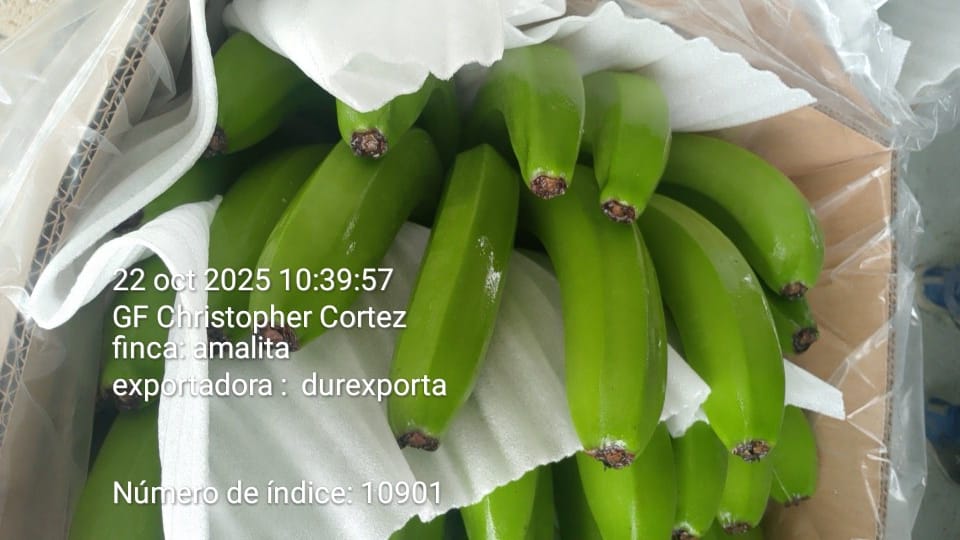 22 oct 2025 10:39:57
GF Christopher Cortez
finca: amalita
exportadora :  durexporta
Número de índice: 10901